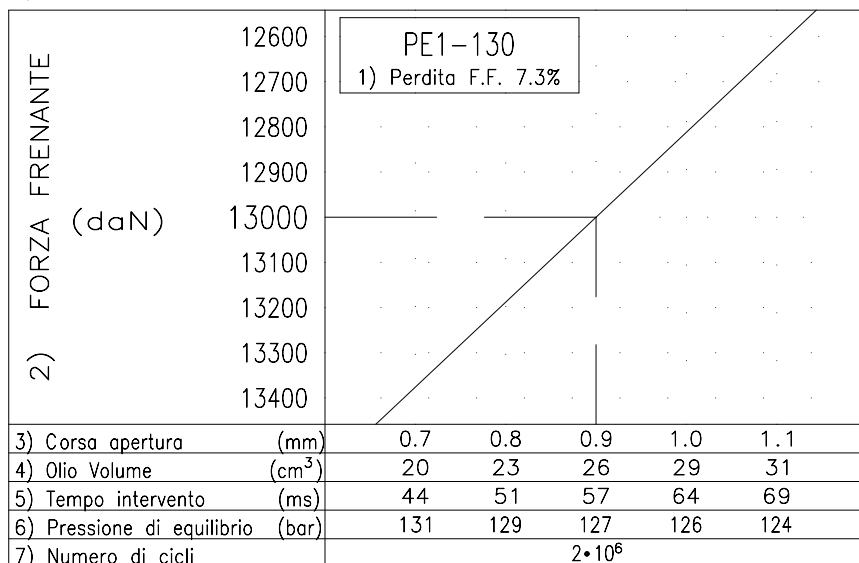 PE1-130
1) Perdita F.F. 7.3%
2) FORZA FRENANTE
(daN)
12600
12700
12800
12900
13000
13100
13200
13300
13400
3) Corsa apertura (mm) 0.7 0.8 0.9 1.0 1.1
4) Olio Volume (cm³) 20 23 26 29 31
5) Tempo intervento (ms) 44 51 57 64 69
6) Pressione di equilibrio (bar) 131 129 127 126 124
7) Numero di cicli 2•10⁶